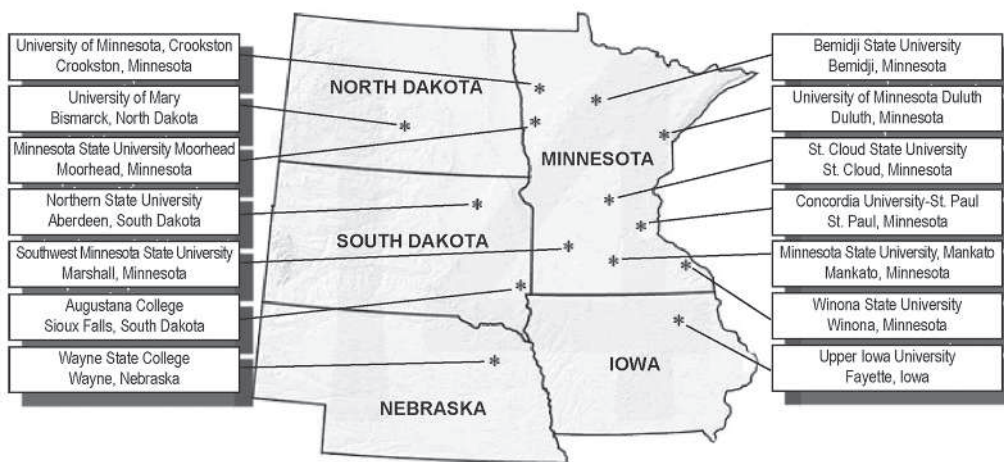 University of Minnesota, Crookston
Crookston, Minnesota
University of Mary
Bismarck, North Dakota
Minnesota State University Moorhead
Moorhead, Minnesota
Northern State University
Aberdeen, South Dakota
Southwest Minnesota State University
Marshall, Minnesota
Augustana College
Sioux Falls, South Dakota
Wayne State College
Wayne, Nebraska
NORTH DAKOTA
MINNESOTA
SOUTH DAKOTA
IOWA
NEBRASKA
Bemidji State University
Bemidji, Minnesota
University of Minnesota Duluth
Duluth, Minnesota
St. Cloud State University
St. Cloud, Minnesota
Concordia University-St. Paul
St. Paul, Minnesota
Minnesota State University, Mankato
Mankato, Minnesota
Winona State University
Winona, Minnesota
Upper Iowa University
Fayette, Iowa